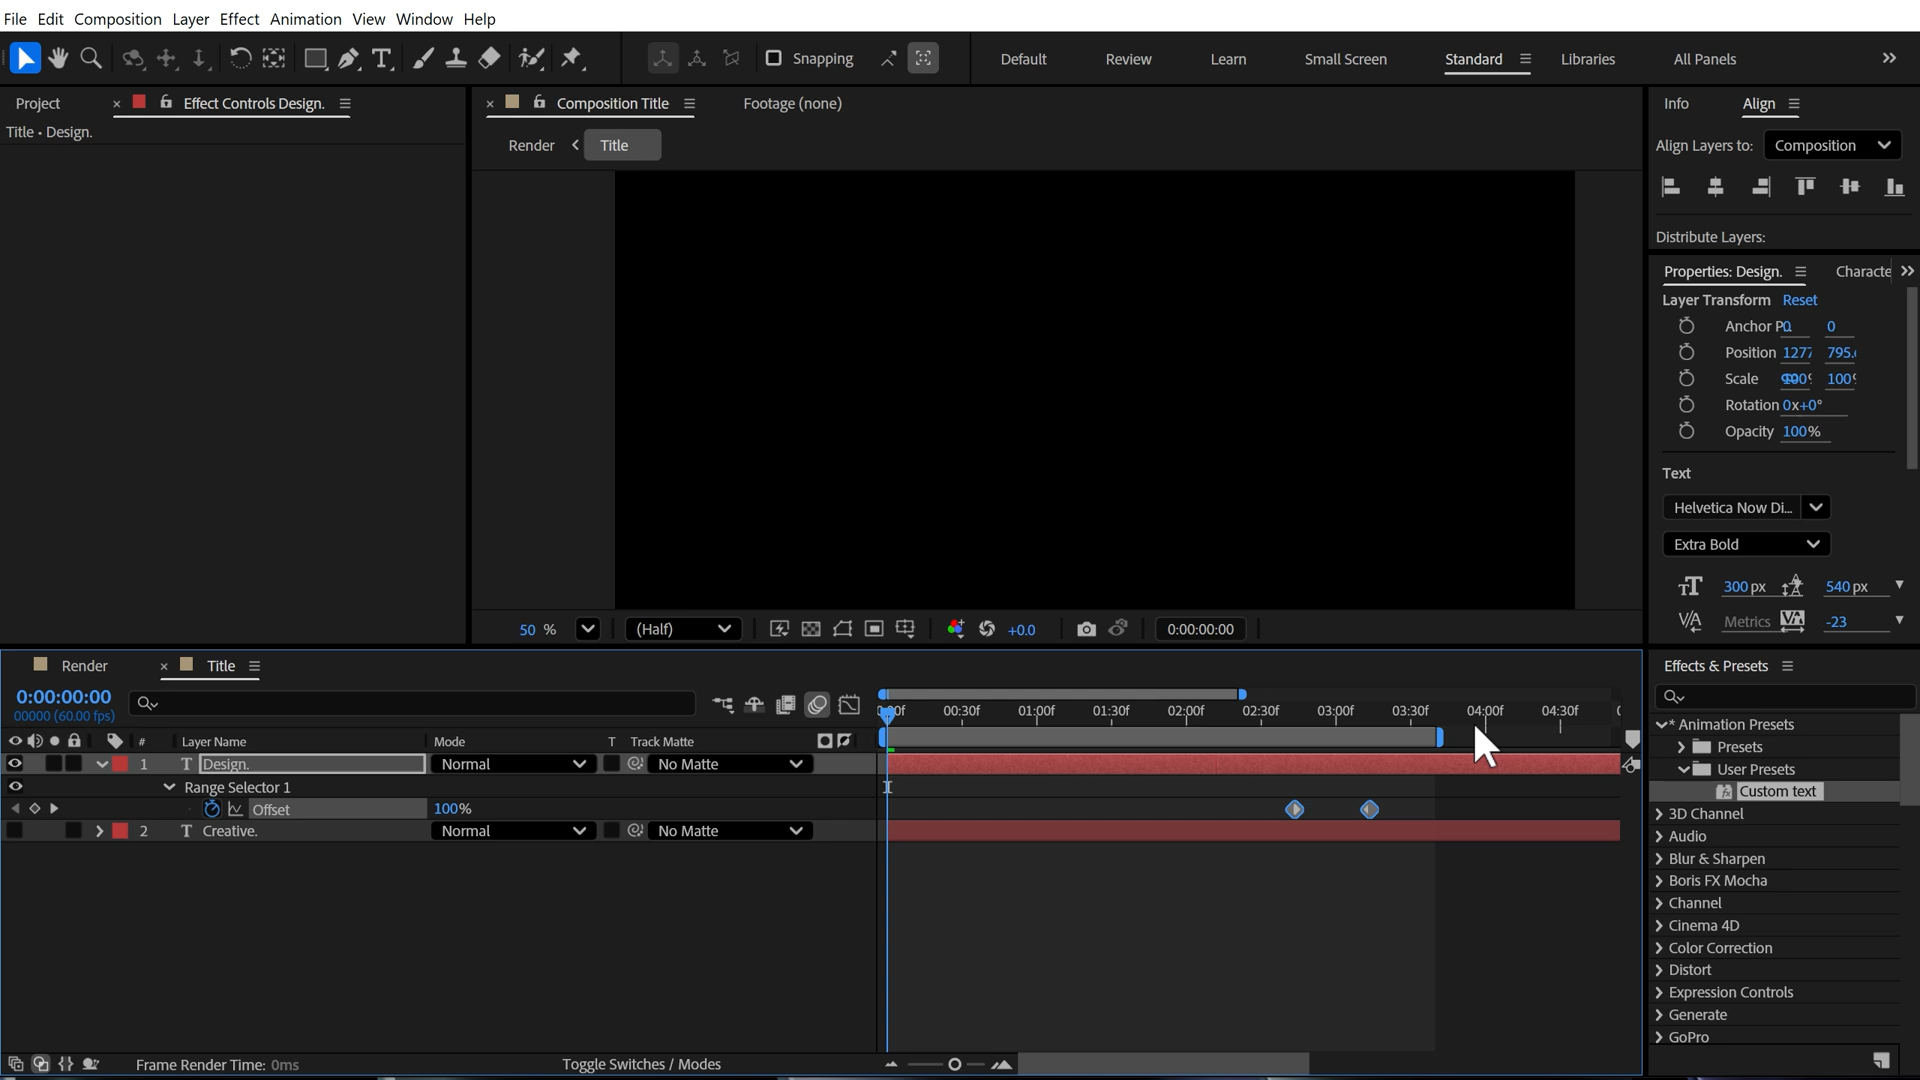 File Edit Composition Layer Effect Animation View Window Help
Snapping Default Review Learn Small Screen Standard Libraries All Panels
Project Effect Controls Design. Composition Title Footage (none) Info Align
Title • Design.
Render Title
Align Layers to: Composition
Distribute Layers:
Properties: Design. Characte
Layer Transform Reset
Anchor P. 0 0
Position 1277 795.
Scale 100% 100%
Rotation 0x+0°
Opacity 100%
Text
Helvetica Now Di...
Extra Bold
300 px 540 px
Metrics -23
50 % (Half) +0.0 0:00:00:00
Render Title
Effects & Presets
0:00:00:00
00000 (60.00 fps)
00:30f 01:00f 01:30f 02:00f 02:30f 03:00f 03:30f 04:00f 04:30f
# Layer Name Mode T Track Matte
1 T Design. Normal No Matte
Range Selector 1
Offset 100%
2 T Creative. Normal No Matte
* Animation Presets
Presets
User Presets
Custom text
3D Channel
Audio
Blur & Sharpen
Boris FX Mocha
Channel
Cinema 4D
Color Correction
Distort
Expression Controls
Generate
GoPro
Frame Render Time: 0ms Toggle Switches / Modes